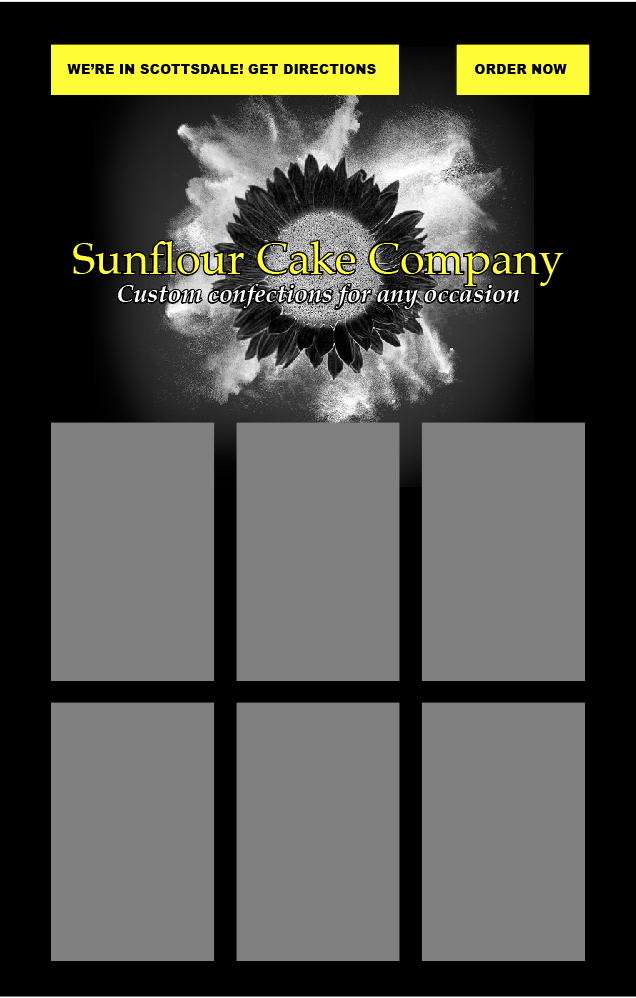 WE’RE IN SCOTTSDALE! GET DIRECTIONS
ORDER NOW
Sunflour Cake Company
Custom confections for any occasion